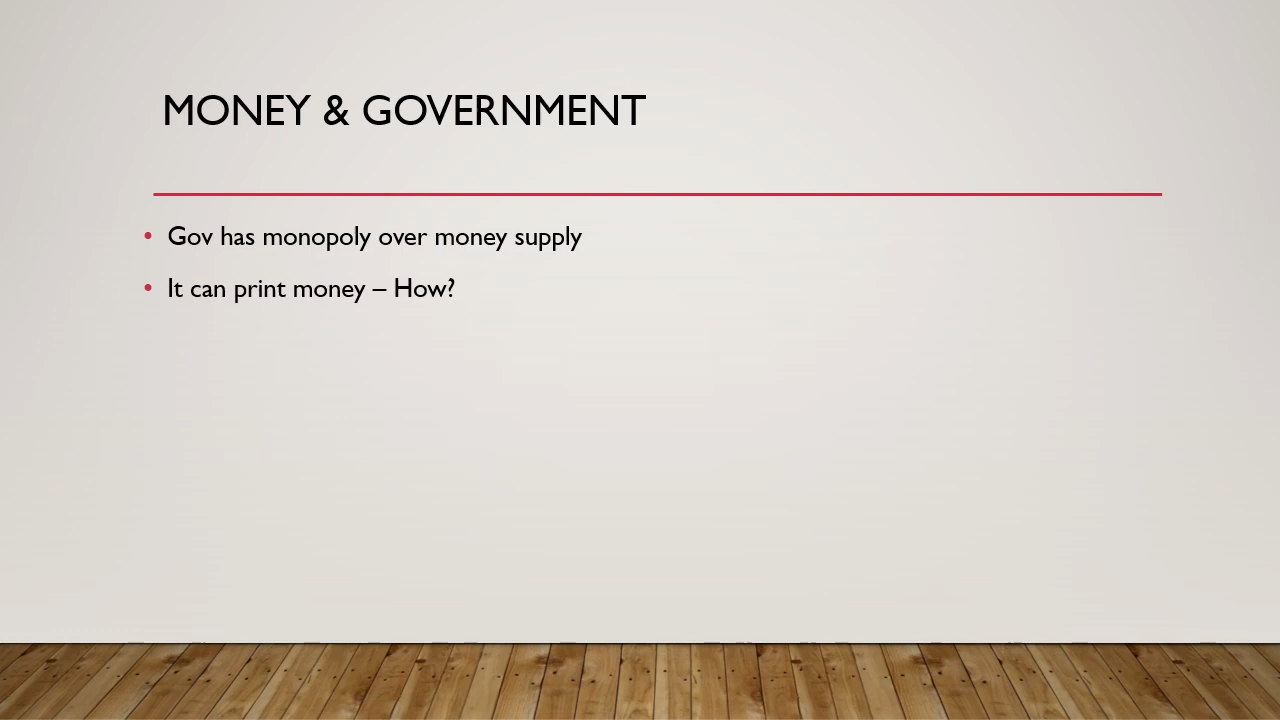 MONEY & GOVERNMENT
• Gov has monopoly over money supply
• It can print money – How?